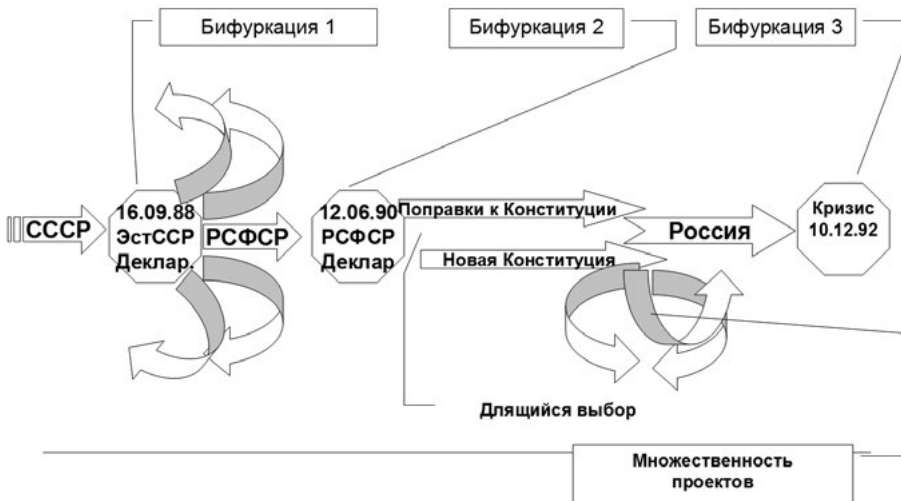 Бифуркация 1
Бифуркация 2
Бифуркация 3
СССР
16.09.88
ЭстССР
Деклар.
РСФСР
12.06.90
РСФСР
Деклар
Поправки к Конституции
Новая Конституция
Россия
Кризис
10.12.92
Длящийся выбор
Множественность
проектов